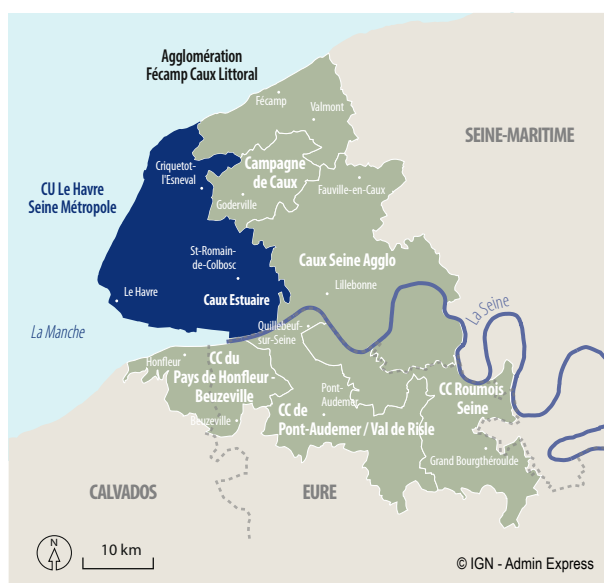 Agglomération
Fécamp Caux Littoral
Fécamp
Valmont
SEINE-MARITIME
Criquetot-
l'Esneval
Campagne
de Caux
CU Le Havre
Seine Métropole
Fauville-en-Caux
Goderville
St-Romain-
de-Colbosc
Caux Seine Agglo
Lillebonne
Le Havre
Caux Estuaire
La Seine
La Manche
Quillebeuf-
sur-Seine
Honfleur
CC du
Pays de Honfleur -
Beuzeville
Pont-
Audemer
CC Roumois
Seine
CC de
Pont-Audemer / Val de Risle
Beuzeville
Grand Bourgthéroulde
CALVADOS
EURE
N
10 km
© IGN - Admin Express